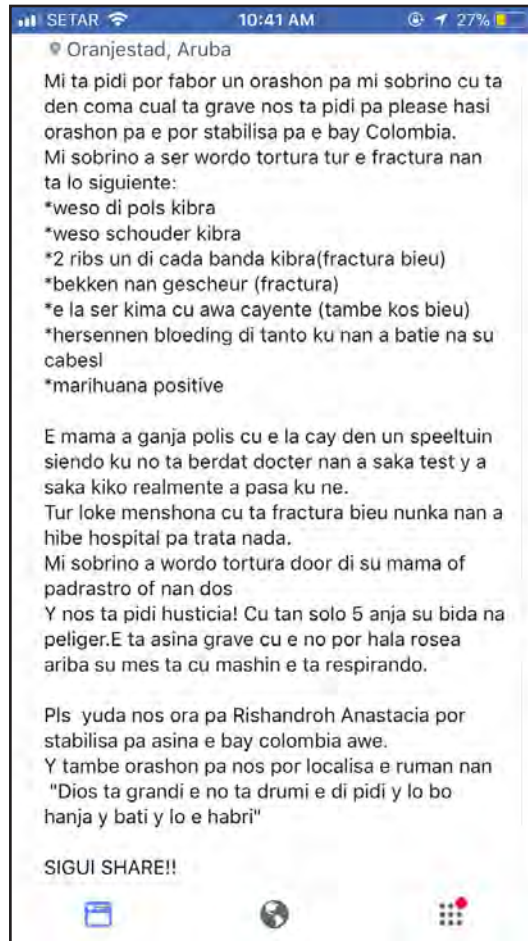 SETAR 10:41 AM 27%
Oranjestad, Aruba
Mi ta pidi por fabor un orashon pa mi sobrino cu ta
den coma cual ta grave nos ta pidi pa please hasi
orashon pa e por stabilisa pa e bay Colombia.
Mi sobrino a ser wordo tortura tur e fractura nan
ta lo siguiente:
*weso di pols kibra
*weso schouder kibra
*2 ribs un di cada banda kibra(fractura bieu)
*bekken nan gescheur (fractura)
*e la ser kima cu awa cayente (tambe kos bieu)
*hersennen bloeding di tanto ku nan a batie na su
cabesl
*marihuana positive
E mama a ganja polis cu e la cay den un speeltuin
siendo ku no ta berdat docter nan a saka test y a
saka kiko realmente a pasa ku ne.
Tur loke menshona cu ta fractura bieu nunka nan a
hibe hospital pa trata nada.
Mi sobrino a wordo tortura door di su mama of
padrastro of nan dos
Y nos ta pidi husticia! Cu tan solo 5 anja su bida na
peliger.E ta asina grave cu e no por hala rosea
ariba su mes ta cu mashin e ta respirando.
Pls yuda nos ora pa Rishandroh Anastacia por
stabilisa pa asina e bay colombia awe.
Y tambe orashon pa nos por localisa e ruman nan
"Dios ta grandi e no ta drumi e di pidi y lo bo
hanja y bati y lo e habri"
SIGUI SHARE!!